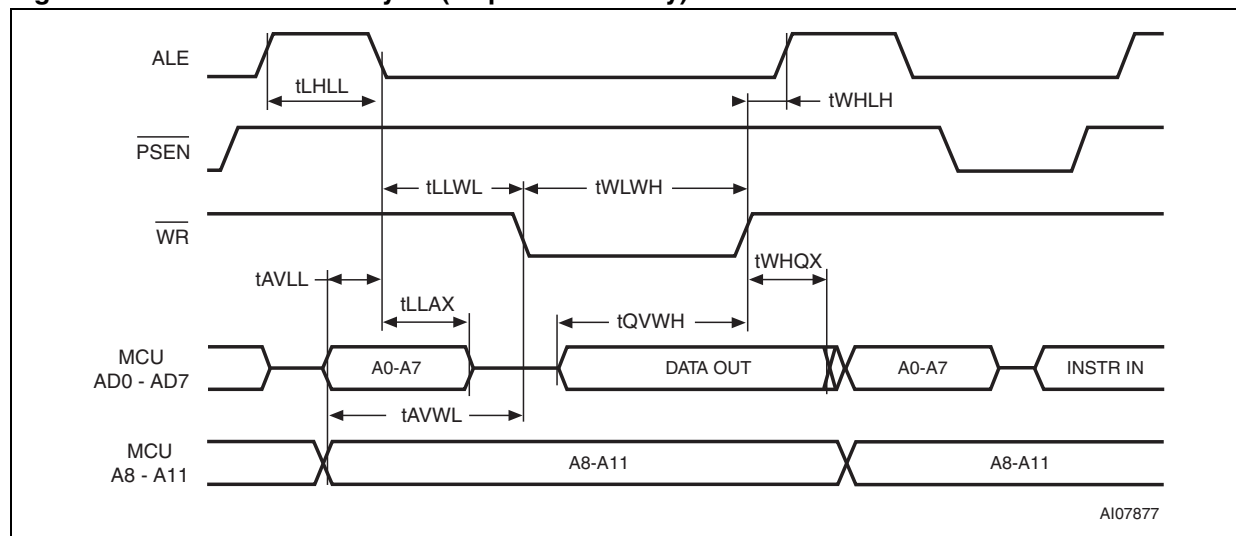 ALE
tLHLL
tWHLH
PSEN
tLLWL
tWLWH
WR
tWHQX
tAVLL
tLLAX
tQVWH
MCU
AD0 - AD7
A0-A7
DATA OUT
A0-A7
INSTR IN
tAVWL
MCU
A8 - A11
A8-A11
A8-A11
AI07877